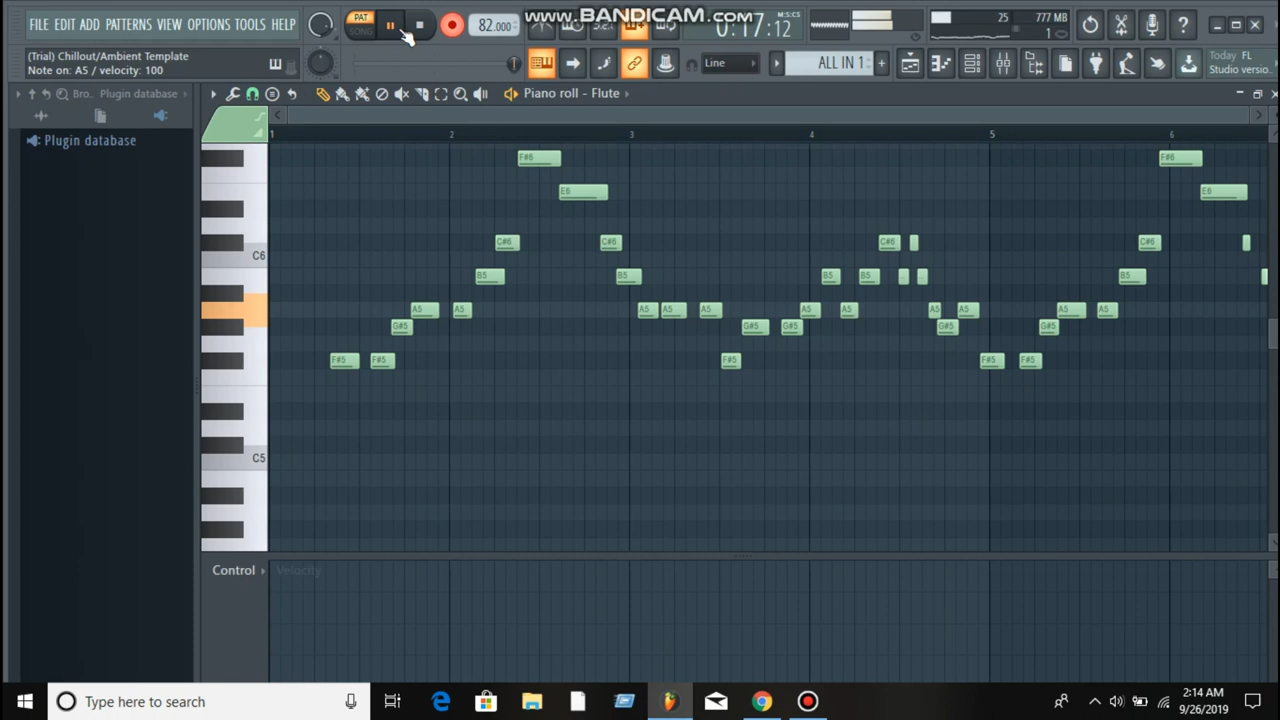 www.BANDICAM.com
FILE EDIT ADD PATTERNS VIEW OPTIONS TOOLS HELP
PAT
SONG
82.000
0:17:12
M:S:CS
25
777 MB
1
(Trial) Chillout/Ambient Template
Note on: A5 / velocity: 100
Line
ALL IN 1
Today FL
Studio versio..
Bro.. Plugin database
Piano roll - Flute
Plugin database
1 2 3 4 5 6
F#6 F#6
E6 E6
C#6 C#6 C#6 C#6
C6
B5 B5 B5 B5 B5
A5 A5 A5 A5 A5 A5 A5 A5 A5 A5 A5
G#5 G#5 G#5 G#5 G#5
F#5 F#5 F#5 F#5 F#5
C5
Control
Velocity
Type here to search
2:14 AM
9/26/2019